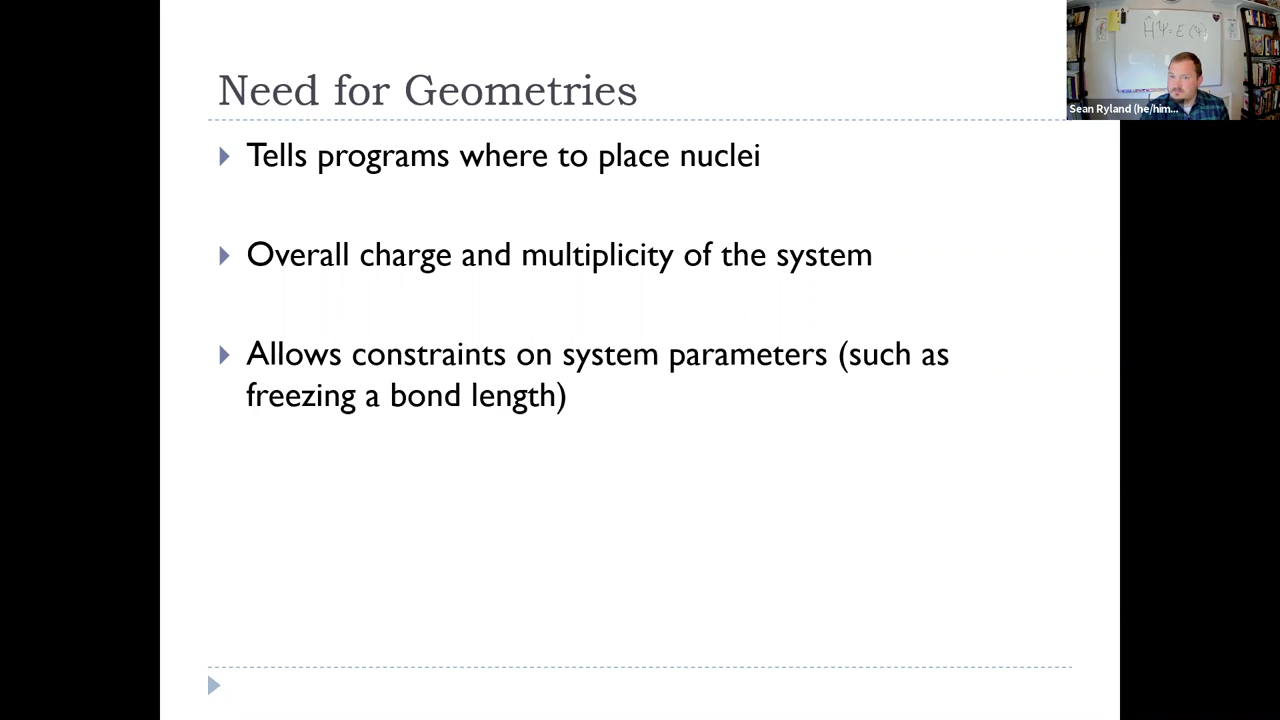 Need for Geometries
Tells programs where to place nuclei
Overall charge and multiplicity of the system
Allows constraints on system parameters (such as
freezing a bond length)
ĤΨ=E(Ψ)
Sean Ryland (he/him...